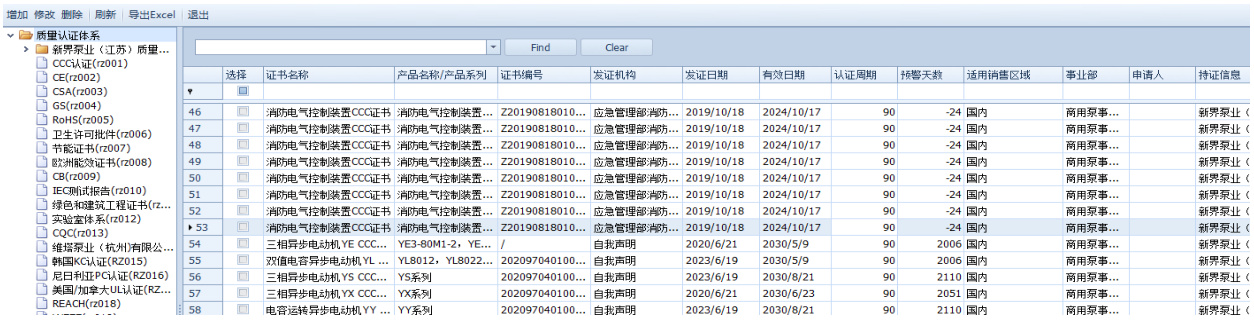 增加 修改 删除 刷新 导出Excel 退出
质量认证体系
新界泵业（江苏）质量...
CCC认证(rz001)
CE(rz002)
CSA(rz003)
GS(rz004)
RoHS(rz005)
卫生许可批件(rz006)
节能证书(rz007)
欧洲能效证书(rz008)
CB(rz009)
IEC测试报告(rz010)
绿色和建筑工程证书(rz...
实验室体系(rz012)
CQC(rz013)
维塔泵业（杭州)有限公...
韩国KC认证(RZ015)
尼日利亚PC认证(RZ016)
美国/加拿大UL认证(RZ...
REACH(rz018)
Find Clear
选择 证书名称 产品名称/产品系列 证书编号 发证机构 发证日期 有效日期 认证周期 预警天数 适用销售区域 事业部 申请人 持证信息
46 消防电气控制装置CCC证书 消防电气控制装置... Z20190818010... 应急管理部消防... 2019/10/18 2024/10/17 90 -24 国内 商用泵事... 新界泵业（
47 消防电气控制装置CCC证书 消防电气控制装置... Z20190818010... 应急管理部消防... 2019/10/18 2024/10/17 90 -24 国内 商用泵事... 新界泵业（
48 消防电气控制装置CCC证书 消防电气控制装置... Z20190818010... 应急管理部消防... 2019/10/18 2024/10/17 90 -24 国内 商用泵事... 新界泵业（
49 消防电气控制装置CCC证书 消防电气控制装置... Z20190818010... 应急管理部消防... 2019/10/18 2024/10/17 90 -24 国内 商用泵事... 新界泵业（
50 消防电气控制装置CCC证书 消防电气控制装置... Z20190818010... 应急管理部消防... 2019/10/18 2024/10/17 90 -24 国内 商用泵事... 新界泵业（
51 消防电气控制装置CCC证书 消防电气控制装置... Z20190818010... 应急管理部消防... 2019/10/18 2024/10/17 90 -24 国内 商用泵事... 新界泵业（
52 消防电气控制装置CCC证书 消防电气控制装置... Z20190818010... 应急管理部消防... 2019/10/18 2024/10/17 90 -24 国内 商用泵事... 新界泵业（
53 消防电气控制装置CCC证书 消防电气控制装置... Z20190818010... 应急管理部消防... 2019/10/18 2024/10/17 90 -24 国内 商用泵事... 新界泵业（
54 三相异步电动机YE CCC... YE3-80M1-2，YE... / 自我声明 2020/6/21 2030/5/9 90 2006 国内 商用泵事... 新界泵业（
55 双值电容异步电动机YL ... YL8012，YL8022... 202097040100... 自我声明 2023/6/19 2030/5/9 90 2006 国内 商用泵事... 新界泵业（
56 三相异步电动机YS CCC... YS系列 202097040100... 自我声明 2023/6/19 2030/8/21 90 2110 国内 商用泵事... 新界泵业（
57 三相异步电动机YX CCC... YX系列 202097040100... 自我声明 2020/6/21 2030/6/23 90 2051 国内 商用泵事... 新界泵业（
58 电容运转异步电动机YY ... YY系列 202097040100... 自我声明 2023/6/19 2030/8/21 90 2110 国内 商用泵事... 新界泵业（